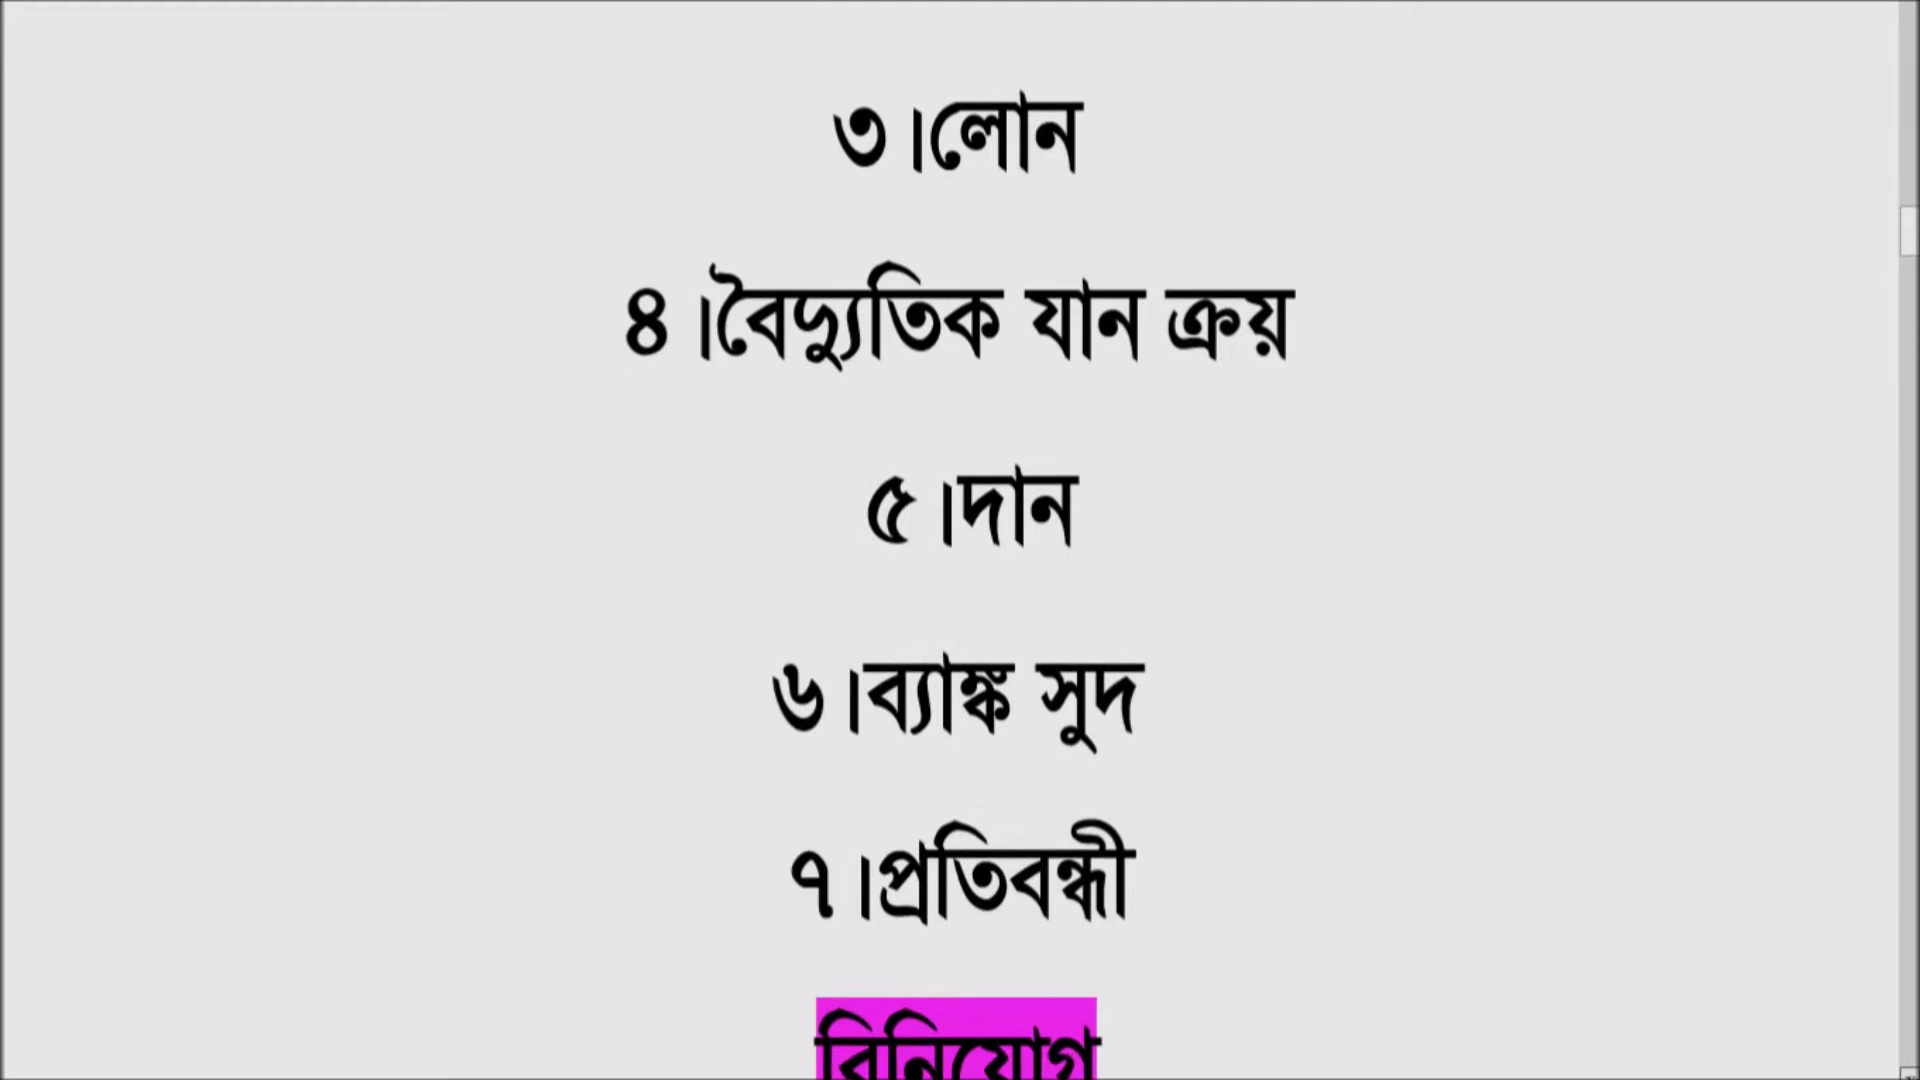 ৩।লোন
৪।বৈদ্যুতিক যান ক্রয়
৫।দান
৬।ব্যাঙ্ক সুদ
৭।প্রতিবন্ধী
বিনিয়োগ